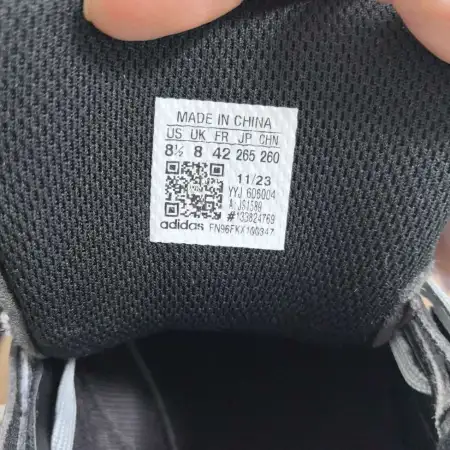 MADE IN CHINA
US UK FR JP CHN
8½ 8 42 265 260
11/23
YYJ 606004
A JS1589
#133824769
adidas FN96FKX100347